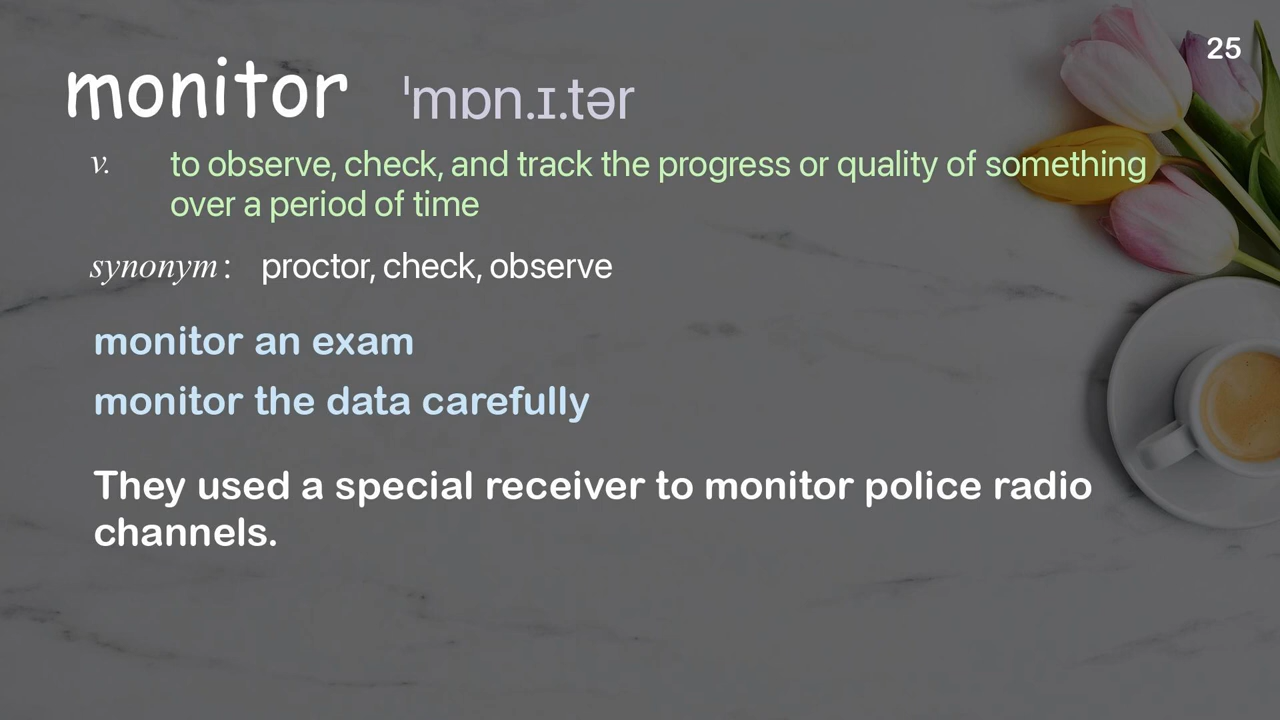 25
monitor ˈmɒn.ɪ.tər
v. to observe, check, and track the progress or quality of something
over a period of time
synonym : proctor, check, observe
monitor an exam
monitor the data carefully
They used a special receiver to monitor police radio
channels.